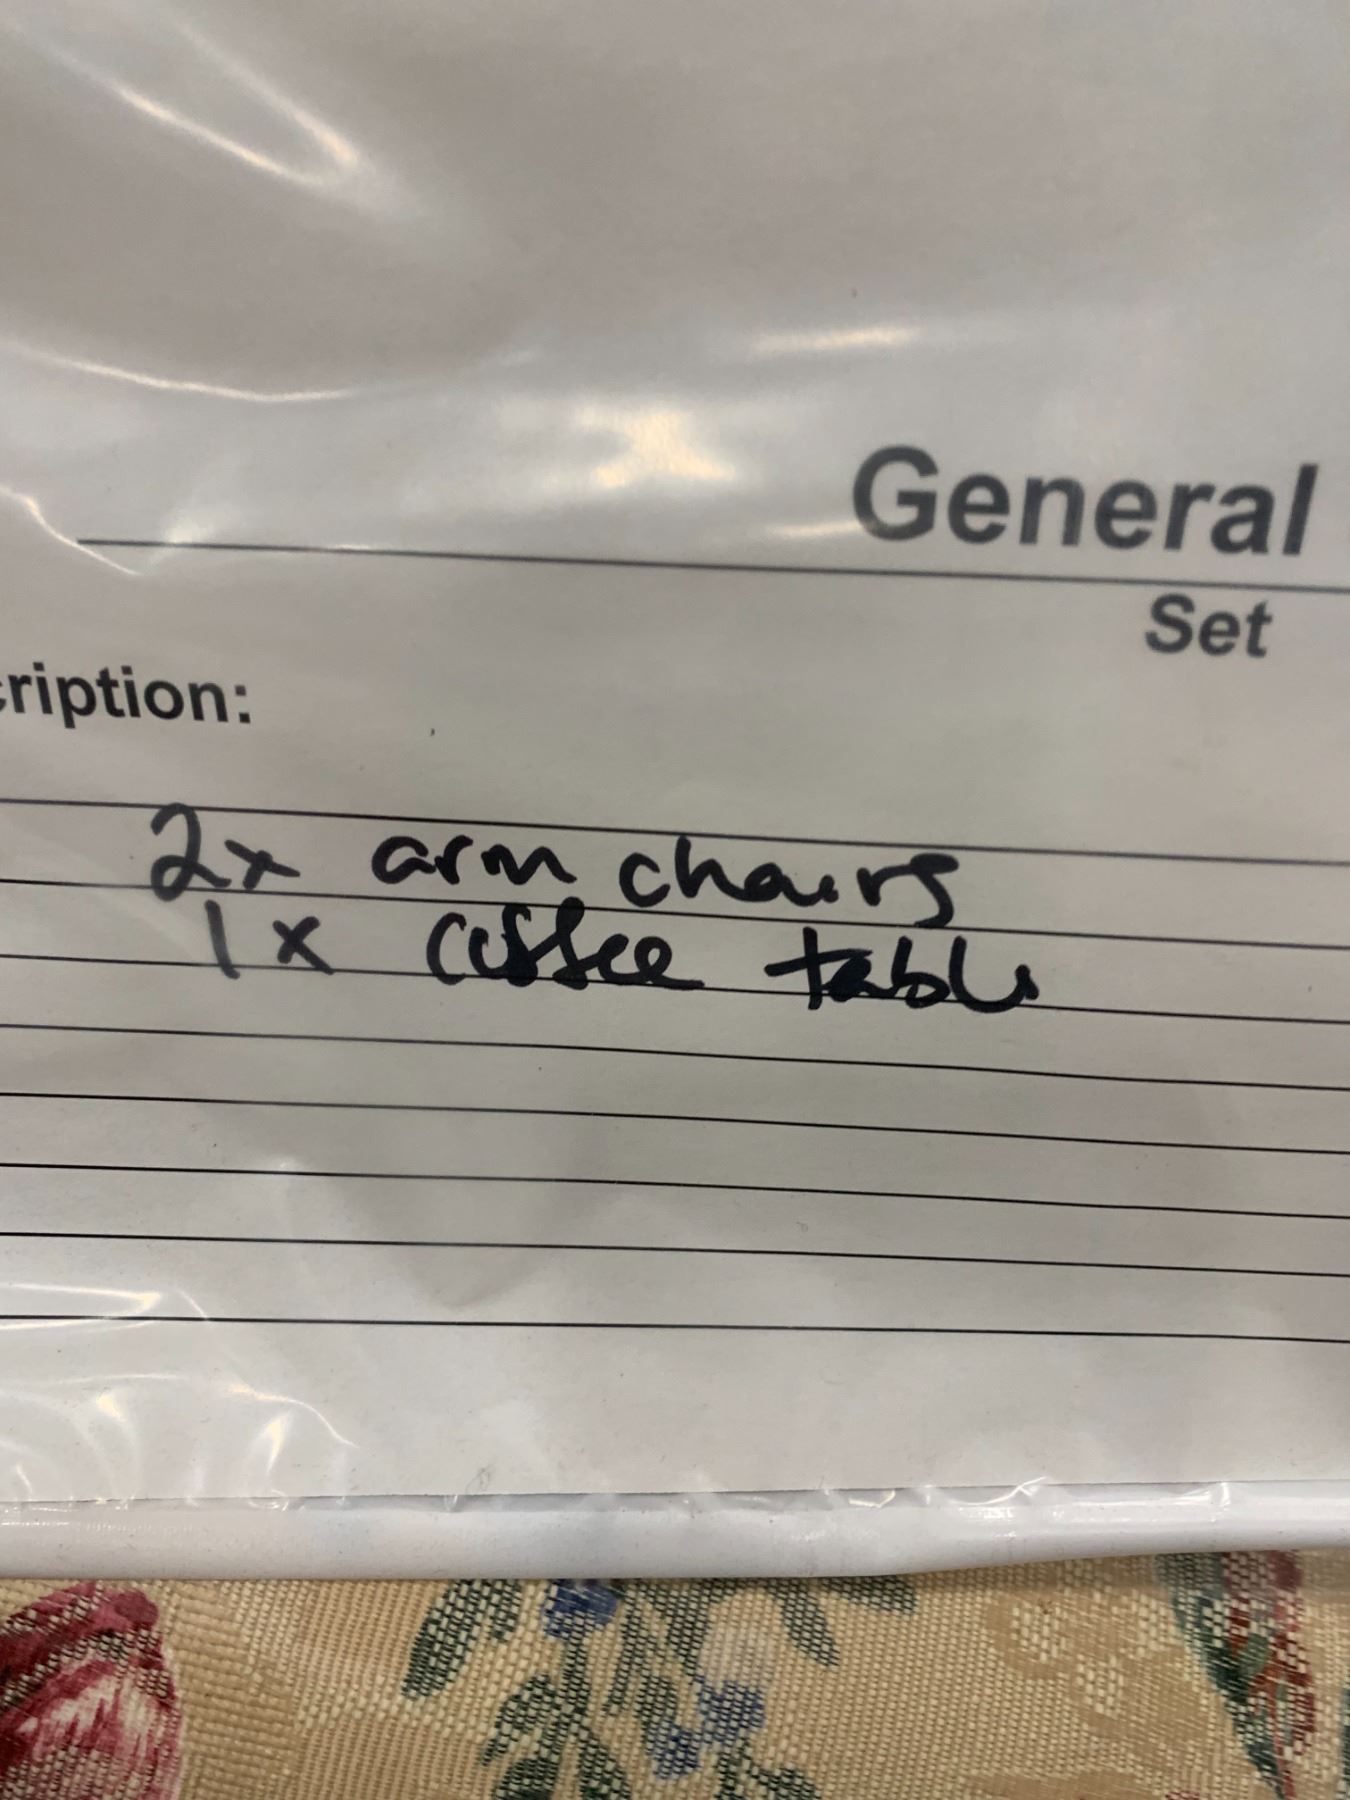 General
Set
cription:
2x arm chairs
1x coffee table